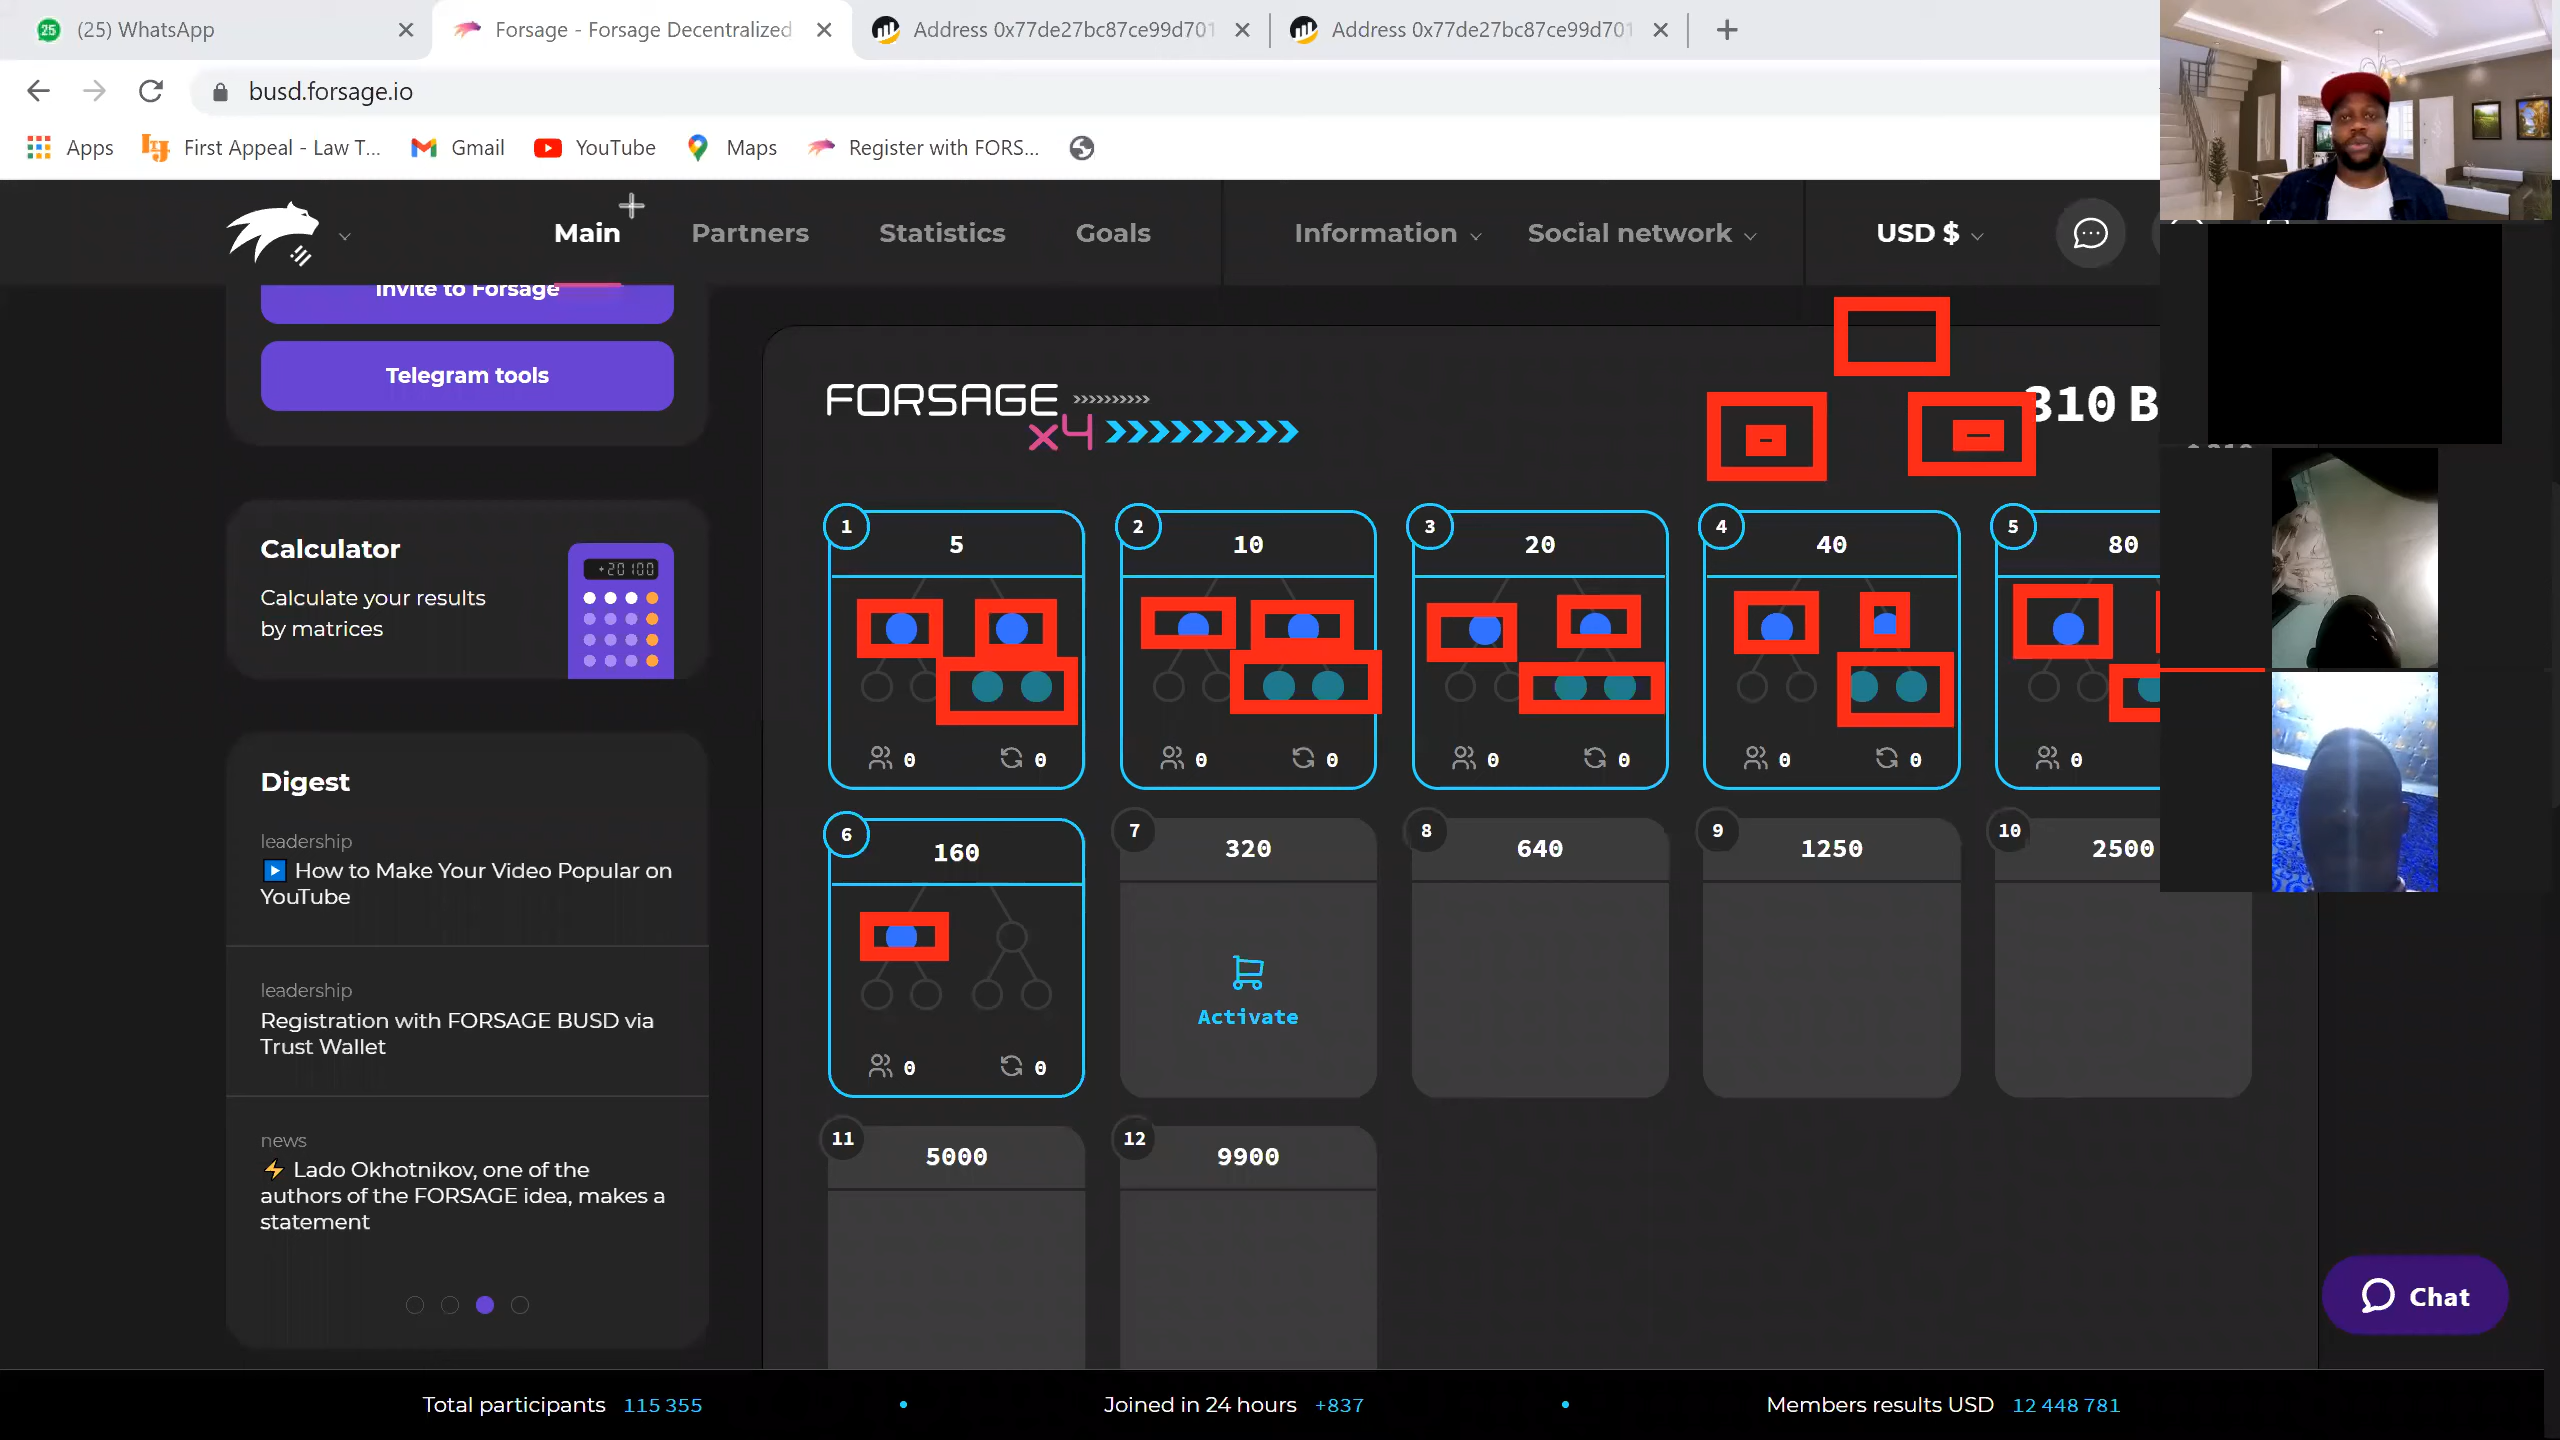 25 (25) WhatsApp
Forsage - Forsage Decentralized
Address 0x77de27bc87ce99d701
Address 0x77de27bc87ce99d701
busd.forsage.io
Apps
First Appeal - Law T...
Gmail
YouTube
Maps
Register with FORS...
Main
Partners
Statistics
Goals
Information
Social network
USD $
Invite to Forsage
Telegram tools
Calculator
Calculate your results
by matrices
+20100
Digest
leadership
How to Make Your Video Popular on
YouTube
leadership
Registration with FORSAGE BUSD via
Trust Wallet
news
Lado Okhotnikov, one of the
authors of the FORSAGE idea, makes a
statement
FORSAGE
x4
310 B
1
5
0 0
2
10
0 0
3
20
0 0
4
40
0 0
5
80
0
6
160
0 0
7
320
Activate
8
640
9
1250
10
2500
11
5000
12
9900
Chat
Total participants 115 355
Joined in 24 hours +837
Members results USD 12 448 781